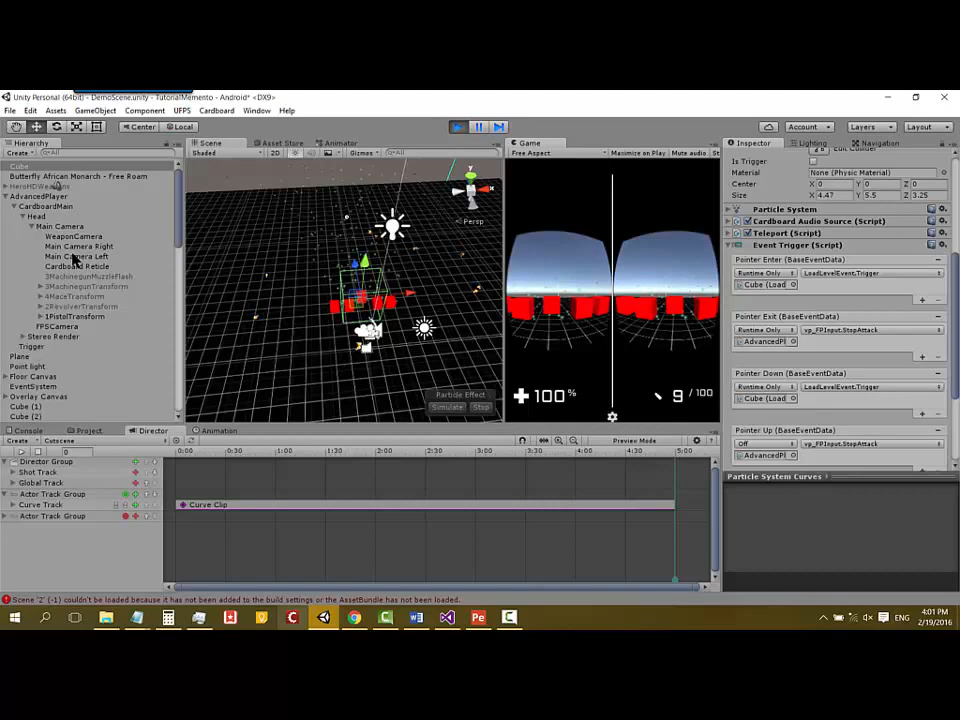 Unity Personal (64bit) - DemoScene.unity - TutorialMemento - Android* <DX9>
File Edit Assets GameObject Component UFPS Cardboard Window Help
Center Local Account Layers Layout
Hierarchy Scene Asset Store Animator Game Inspector Lighting Navigation
Create All Shaded 2D Gizmos All Free Aspect Maximize on Play Mute audio St
Cube
Butterfly African Monarch - Free Roam
AdvancedPlayer
CardboardMain
Head
Main Camera
WeaponCamera
Main Camera Right
Main Camera Left
Cardboard Reticle
3MachinegunMuzzleFlash
3MachinegunTransform
4MaceTransform
2RevolverTransform
1PistolTransform
FPSCamera
Stereo Render
Trigger
Plane
Point light
Floor Canvas
EventSystem
Overlay Canvas
Cube (1)
Cube (2)
y
x
Persp
Particle Effect
Simulate Stop
100 %
9 / 100
Edit Collider
Is Trigger
Material None (Physic Material)
Center X 0 Y 0 Z 0
Size X 4.47 Y 5.5 Z 3.25
Particle System
Cardboard Audio Source (Script)
Teleport (Script)
Event Trigger (Script)
Pointer Enter (BaseEventData)
Runtime Only LoadLevelEvent.Trigger
Cube (Load
Pointer Exit (BaseEventData)
Runtime Only vp_FPInput.StopAttack
AdvancedPl
Pointer Down (BaseEventData)
Runtime Only LoadLevelEvent.Trigger
Cube (Load
Pointer Up (BaseEventData)
Off vp_FPInput.StopAttack
AdvancedPl
Particle System Curves
Console Project Director Animation
Create Cutscene Preview Mode
0 0:00 0:30 1:00 1:30 2:00 2:30 3:00 3:30 4:00 4:30 5:00
Director Group
Shot Track
Global Track
Actor Track Group
Curve Track Curve Clip
Actor Track Group
Scene '2' (-1) couldn't be loaded because it has not been added to the build settings or the AssetBundle has not been loaded.
ENG
4:01 PM
2/19/2016